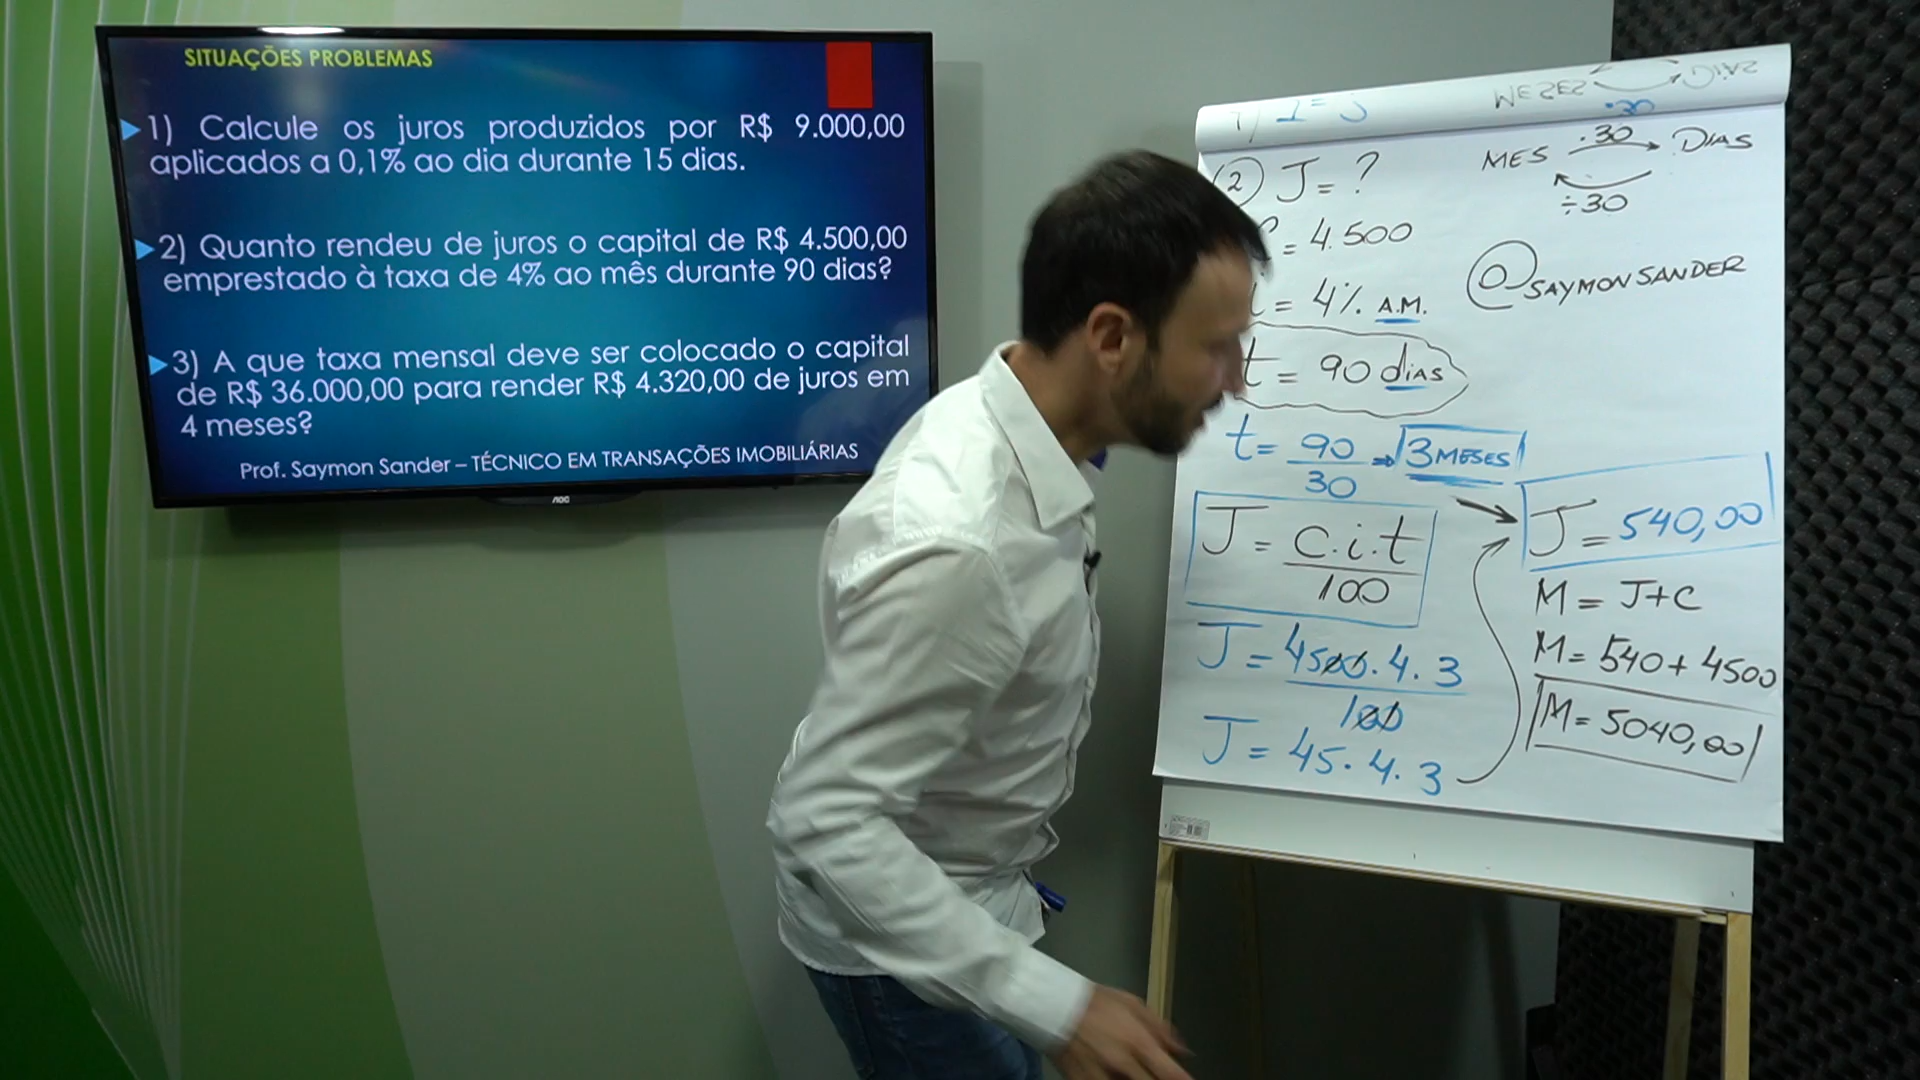 SITUAÇÕES PROBLEMAS
1) Calcule os juros produzidos por R$ 9.000,00
aplicados a 0,1% ao dia durante 15 dias.
2) Quanto rendeu de juros o capital de R$ 4.500,00
emprestado à taxa de 4% ao mês durante 90 dias?
3) A que taxa mensal deve ser colocado o capital
de R$ 36.000,00 para render R$ 4.320,00 de juros em
4 meses?
Prof. Saymon Sander – TÉCNICO EM TRANSAÇÕES IMOBILIÁRIAS
AOC
MESES DIAS
·30
MES ·30 DIAS
÷30
2 J = ?
= 4.500
= 4% A.M.
t = 90 dias
@SAYMONSANDER
t = 90 ⇒ 3 MESES
30
J = C.i.t
100
J = 4500.4.3
100
J = 45.4.3
J = 540,00
M = J+C
M = 540 + 4500
M = 5040,00